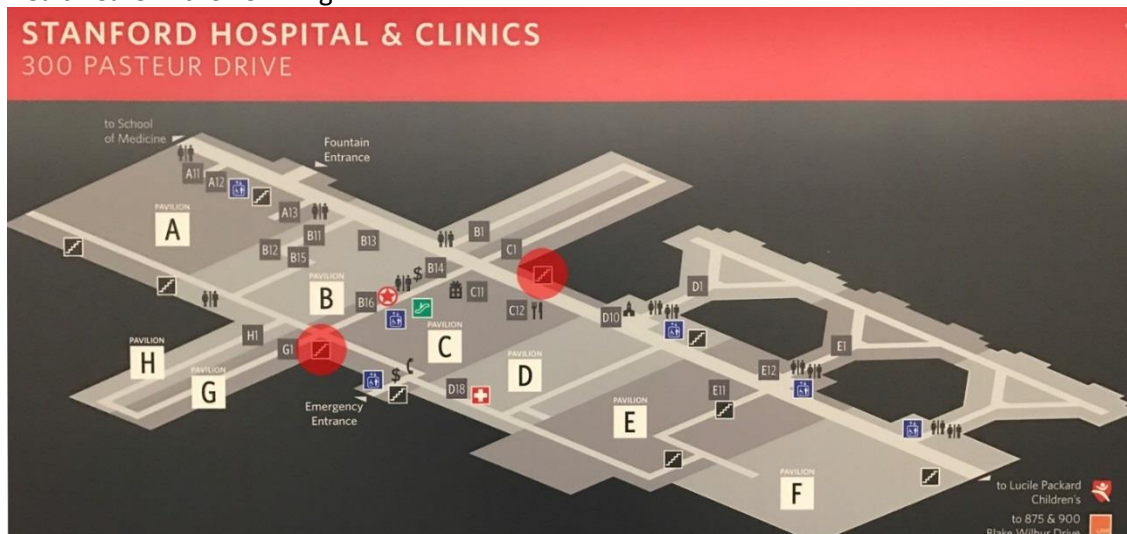 STANFORD HOSPITAL & CLINICS
300 PASTEUR DRIVE
to School
of Medicine
Fountain
Entrance
A11
A12
A13
PAVILION
A
B11
B12
B15
B13
B1
C1
B14
PAVILION
B
$
B16
C11
C12
D10
D1
PAVILION
C
H1
G1
PAVILION
H
PAVILION
G
$
D18
PAVILION
D
E1
E12
E11
Emergency
Entrance
PAVILION
E
PAVILION
F
to Lucile Packard
Children's
to 875 & 900
Blake Wilbur Drive